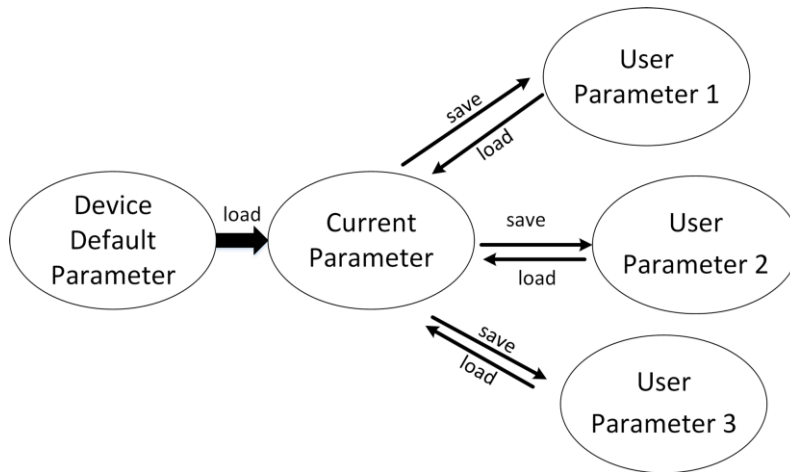 User
Parameter 1
save
load
Device
Default
Parameter
load
Current
Parameter
save
load
User
Parameter 2
save
load
User
Parameter 3